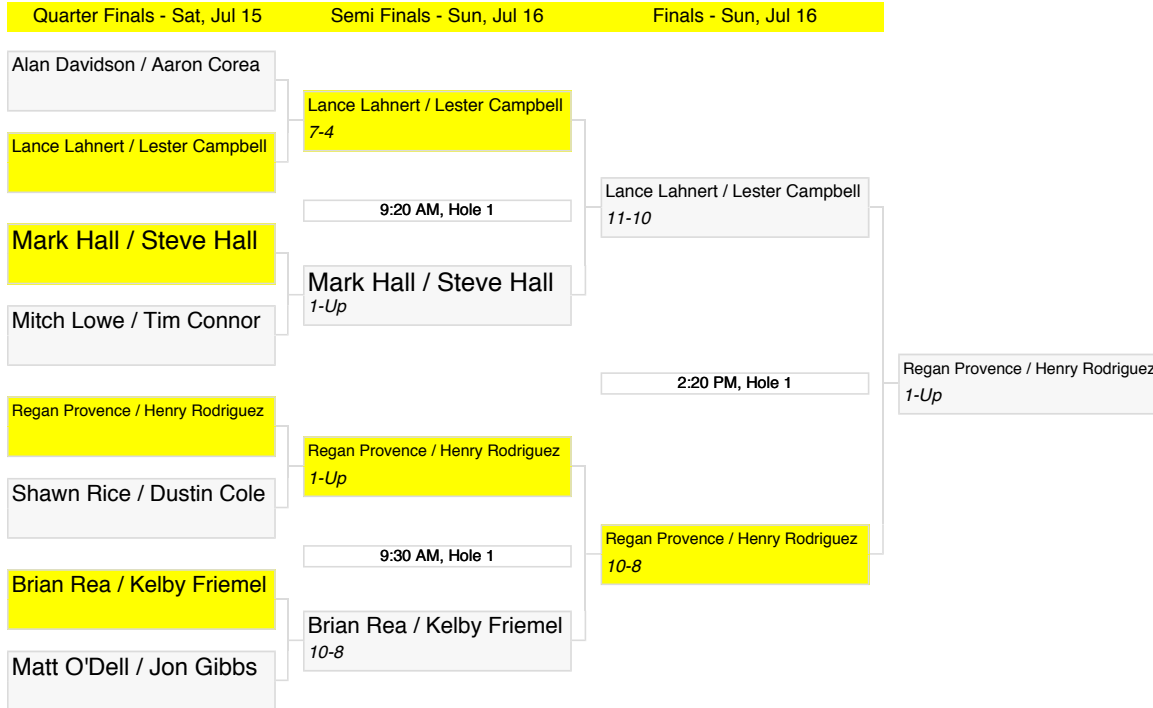 Quarter Finals - Sat, Jul 15
Semi Finals - Sun, Jul 16
Finals - Sun, Jul 16
Alan Davidson / Aaron Corea
Lance Lahnert / Lester Campbell
Mark Hall / Steve Hall
Mitch Lowe / Tim Connor
Regan Provence / Henry Rodriguez
Shawn Rice / Dustin Cole
Brian Rea / Kelby Friemel
Matt O'Dell / Jon Gibbs
Lance Lahnert / Lester Campbell
7-4
9:20 AM, Hole 1
Mark Hall / Steve Hall
1-Up
Regan Provence / Henry Rodriguez
1-Up
9:30 AM, Hole 1
Brian Rea / Kelby Friemel
10-8
Lance Lahnert / Lester Campbell
11-10
2:20 PM, Hole 1
Regan Provence / Henry Rodriguez
10-8
Regan Provence / Henry Rodriguez
1-Up